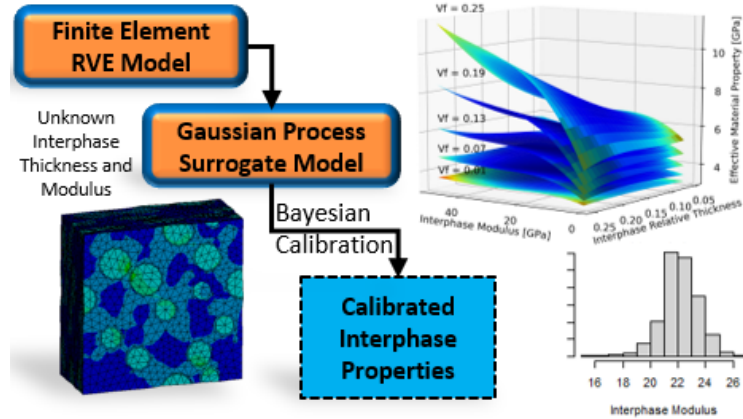 Finite Element
RVE Model
Unknown
Interphase
Thickness and
Modulus
Gaussian Process
Surrogate Model
Bayesian
Calibration
Calibrated
Interphase
Properties
Vf = 0.25
Vf = 0.19
Vf = 0.13
Vf = 0.07
Vf = 0.01
10
8
6
4
Effective Material Property [GPa]
40
20
0
Interphase Modulus [GPa]
0.25
0.20
0.15
0.10
0.05
Interphase Relative Thickness
16 18 20 22 24 26
Interphase Modulus